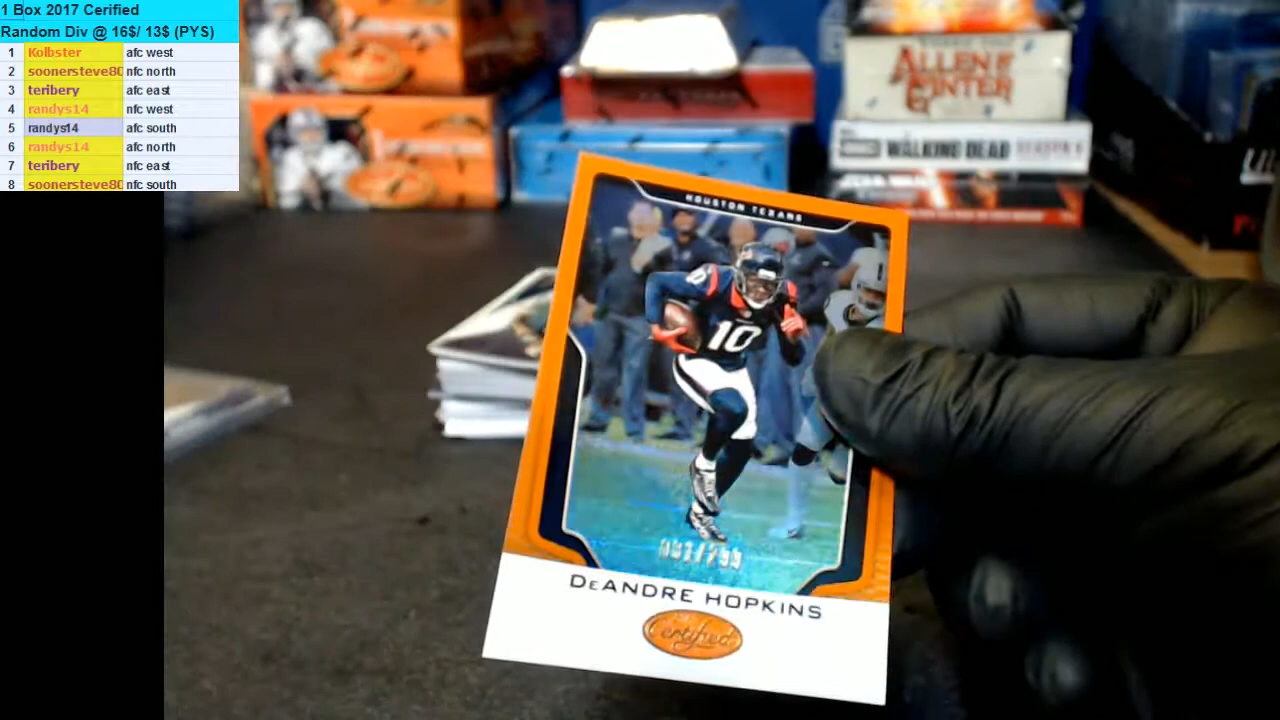 1 Box 2017 Cerified
Random Div @ 16$/ 13$ (PYS)
1 Kolbster afc west
2 soonersteve80 nfc north
3 teribery afc east
4 randys14 nfc west
5 randys14 afc south
6 randys14 afc north
7 teribery nfc east
8 soonersteve80 nfc south
ALLEN &
GINTER
WALKING DEAD
HOUSTON TEXANS
10
10
DEANDRE HOPKINS
Certified